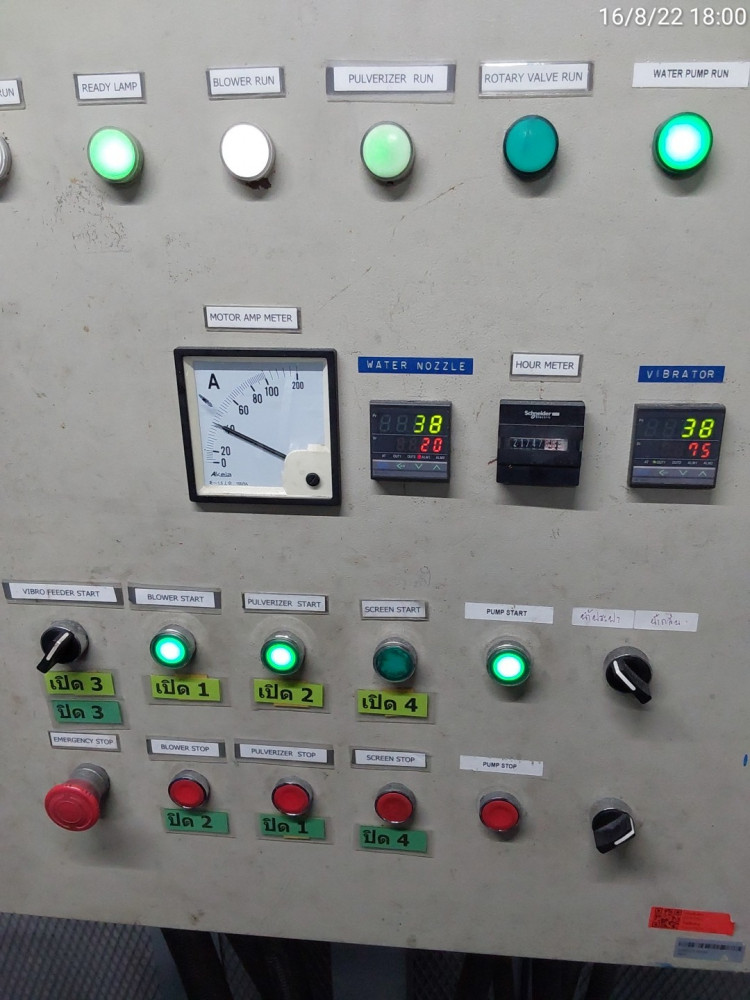 16/8/22 18:00
RUN
READY LAMP
BLOWER RUN
PULVERIZER RUN
ROTARY VALVE RUN
WATER PUMP RUN
MOTOR AMP METER
WATER NOZZLE
HOUR METER
VIBRATOR
A
200
100
80
60
40
20
0
38
20
Schneider
38
75
VIBRO FEEDER START
BLOWER START
PULVERIZER START
SCREEN START
PUMP START
เปิด 3
ปิด 3
เปิด 1
เปิด 2
เปิด 4
EMERGENCY STOP
BLOWER STOP
PULVERIZER STOP
SCREEN STOP
PUMP STOP
ปิด 2
ปิด 1
ปิด 4